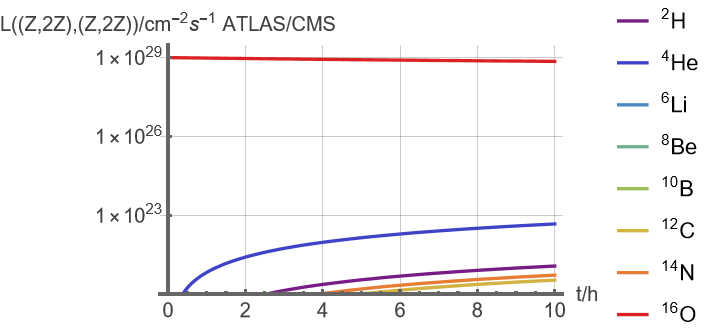 L((Z,2Z),(Z,2Z))/cm⁻²s⁻¹ ATLAS/CMS
1 × 10²⁹
1 × 10²⁶
1 × 10²³
0 2 4 6 8 10 t/h
²H
⁴He
⁶Li
⁸Be
¹⁰B
¹²C
¹⁴N
¹⁶O